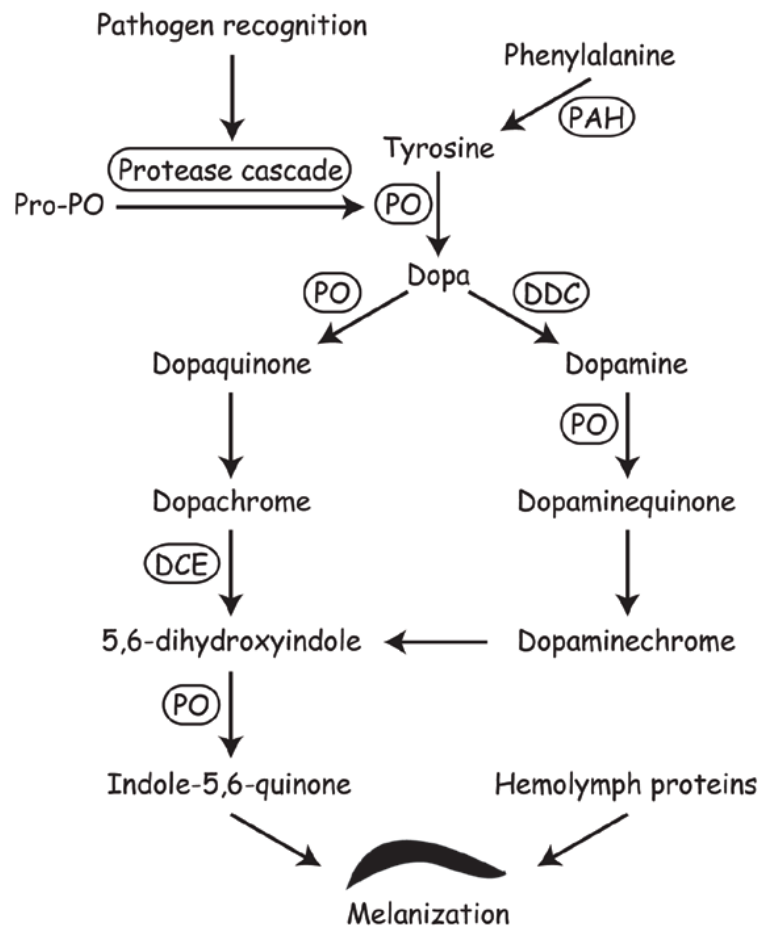 Pathogen recognition
Phenylalanine
PAH
Tyrosine
Protease cascade
Pro-PO
PO
Dopa
PO
DDC
Dopaquinone
Dopamine
PO
Dopachrome
Dopaminequinone
DCE
5,6-dihydroxyindole
Dopaminechrome
PO
Indole-5,6-quinone
Hemolymph proteins
Melanization